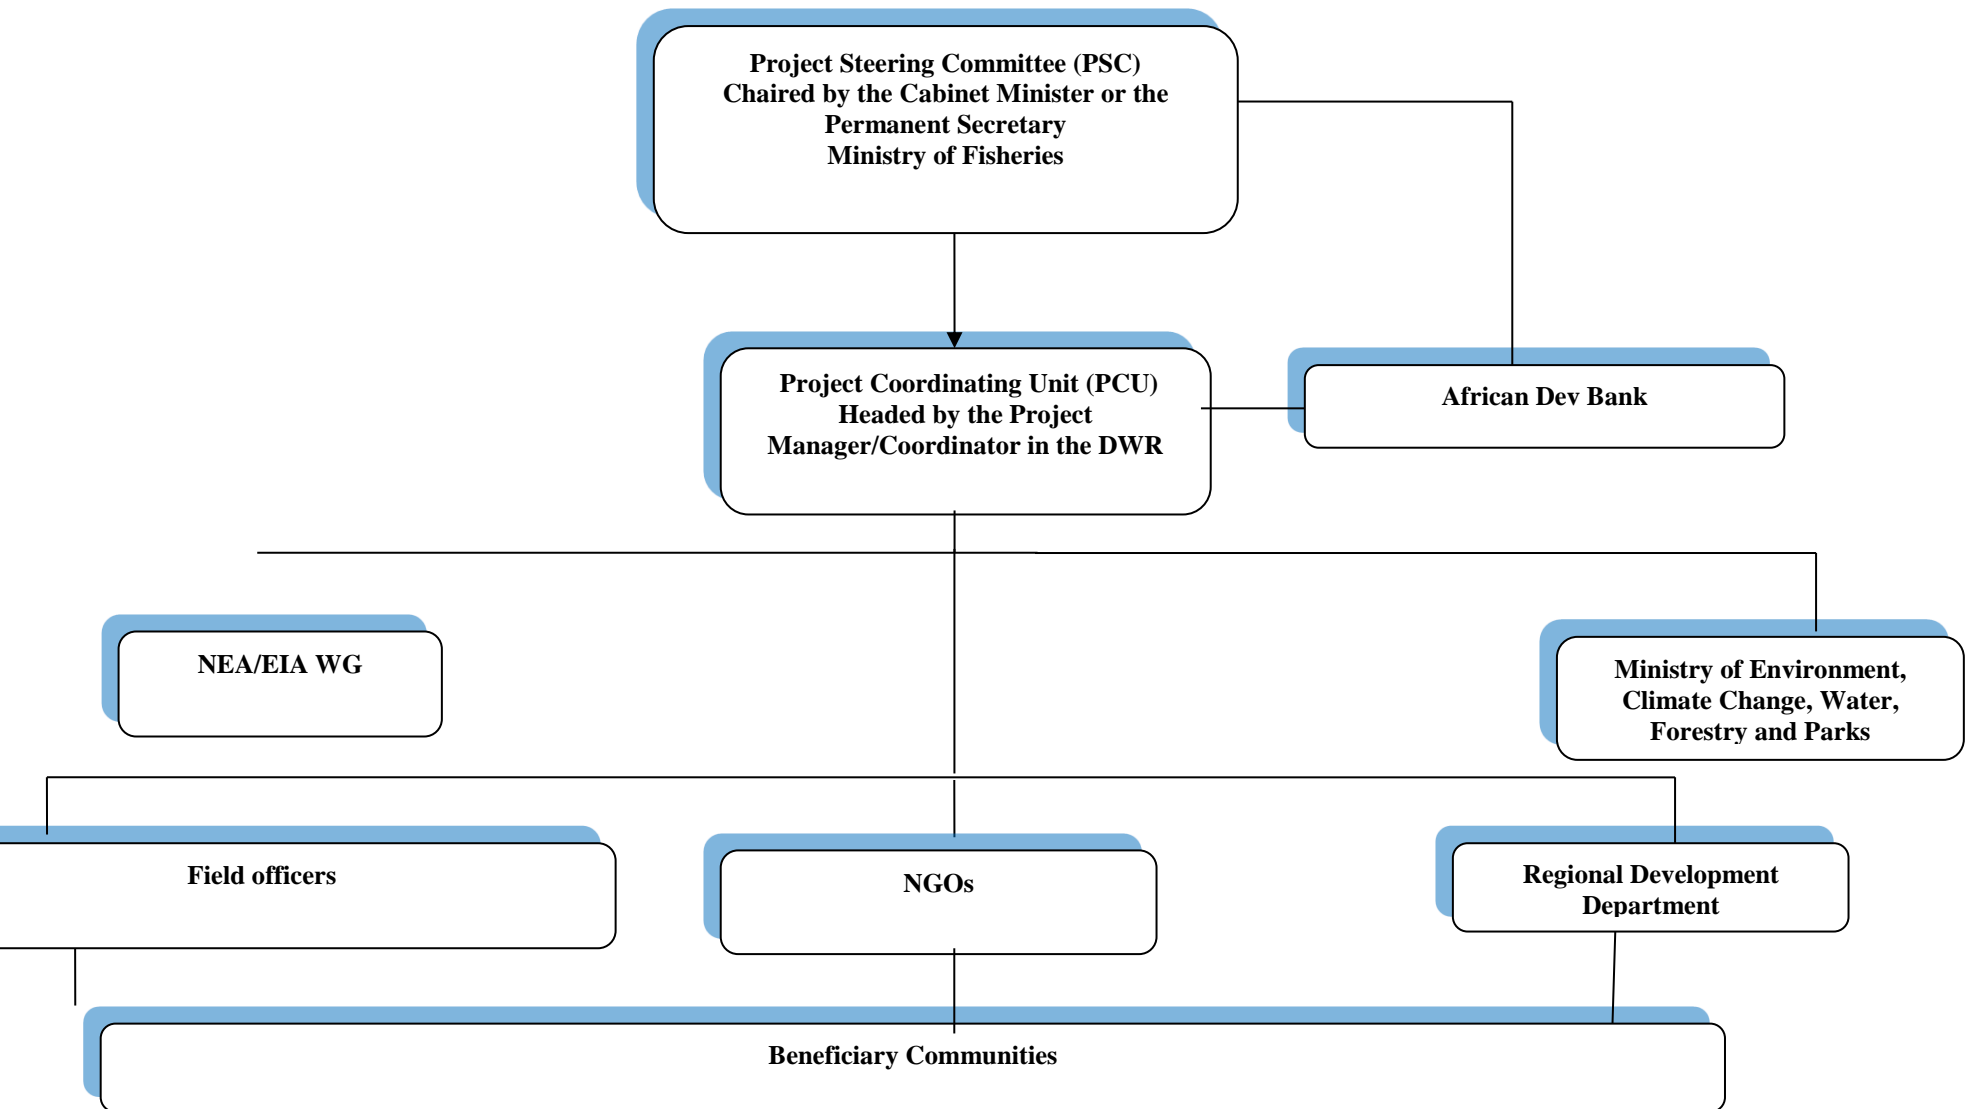 Project Steering Committee (PSC)
Chaired by the Cabinet Minister or the
Permanent Secretary
Ministry of Fisheries
Project Coordinating Unit (PCU)
Headed by the Project
Manager/Coordinator in the DWR
African Dev Bank
NEA/EIA WG
Ministry of Environment,
Climate Change, Water,
Forestry and Parks
Field officers
NGOs
Regional Development
Department
Beneficiary Communities